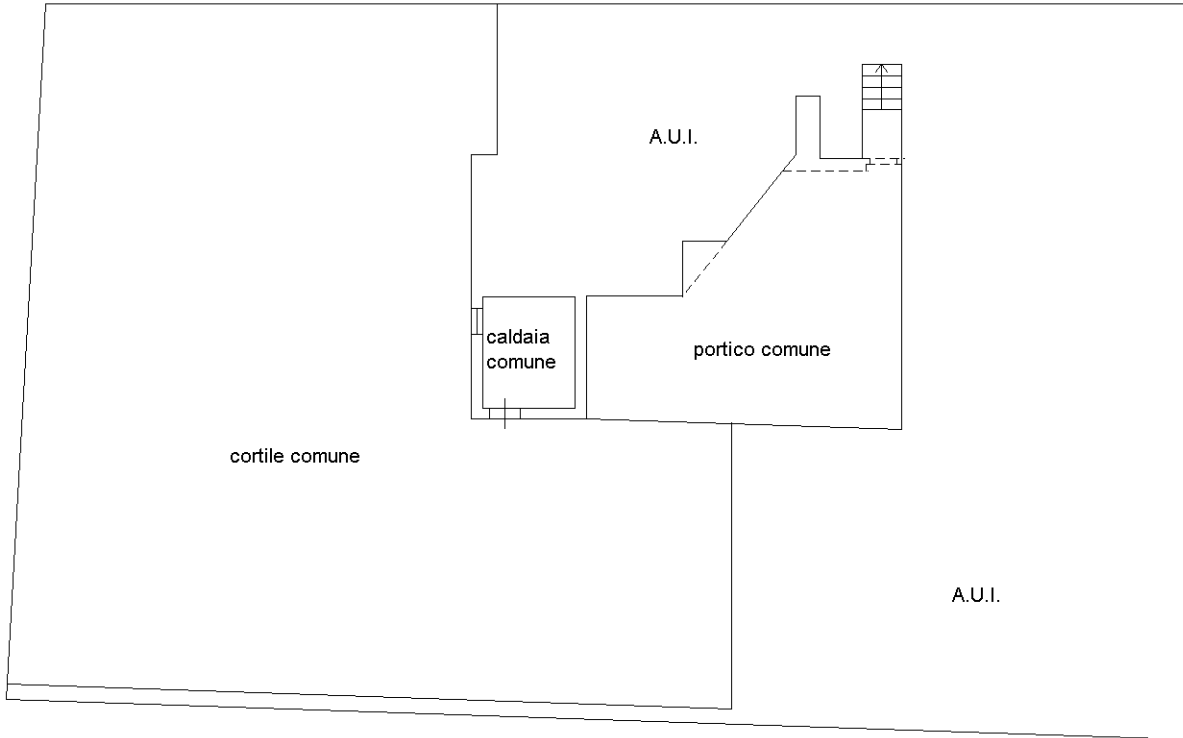 A.U.I.
caldaia
comune
portico comune
cortile comune
A.U.I.